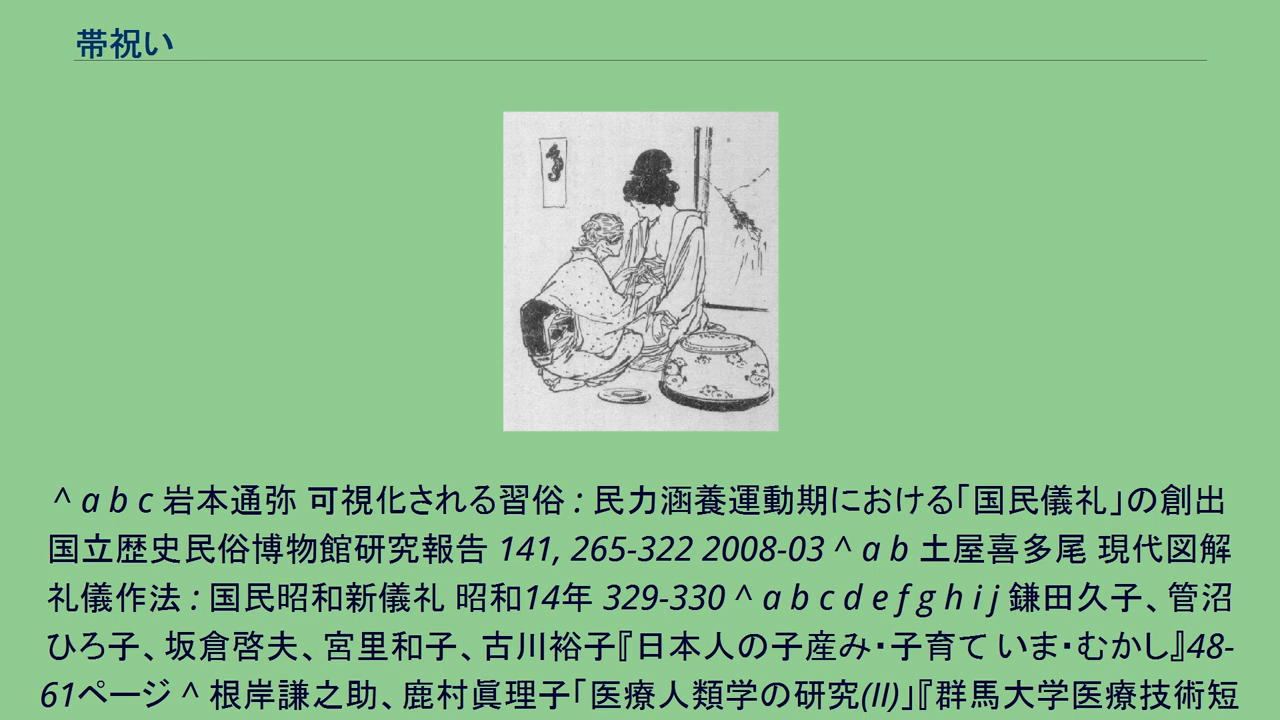 帯祝い
^ a b c 岩本通弥 可視化される習俗 : 民力涵養運動期における「国民儀礼」の創出
国立歴史民俗博物館研究報告 141, 265-322 2008-03 ^ a b 土屋喜多尾 現代図解
礼儀作法 : 国民昭和新儀礼 昭和14年 329-330 ^ a b c d e f g h i j 鎌田久子、管沼
ひろ子、坂倉啓夫、宮里和子、古川裕子『日本人の子産み・子育て いま・むかし』48-
61ページ ^ 根岸謙之助、鹿村眞理子「医療人類学の研究(II)」『群馬大学医療技術短